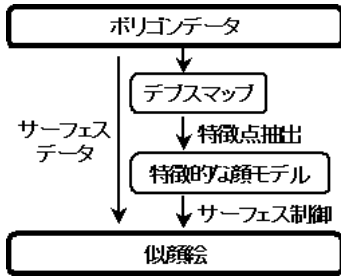 ポリゴンデータ
デプスマップ
サーフェス
データ
特徴点抽出
特徴的な顔モデル
サーフェス制御
似顔絵